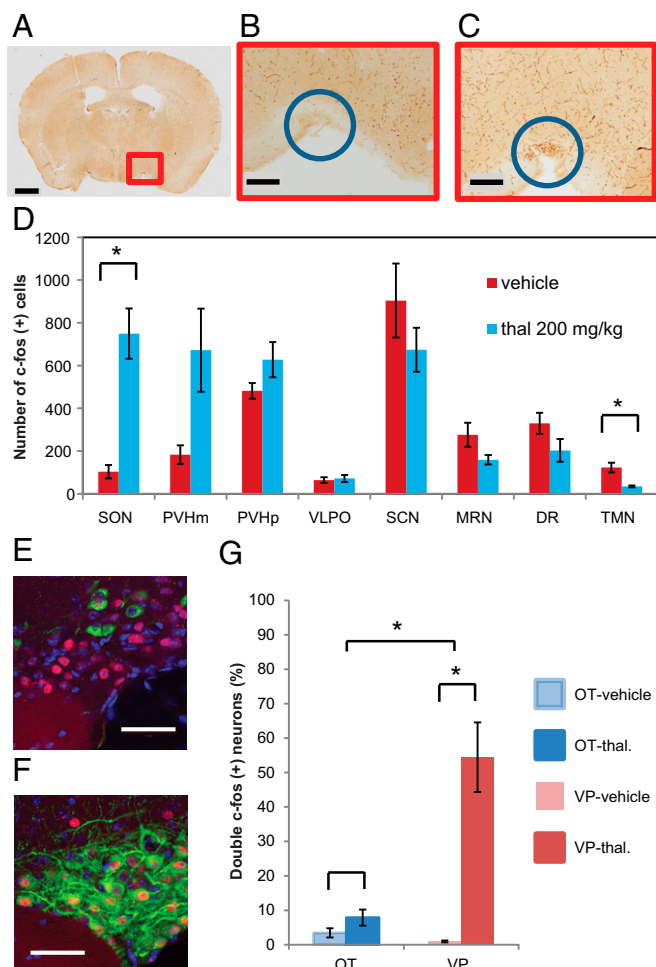 A
B
C
D
1200
1000
800
600
400
200
0
Number of c-fos (+) cells
*
vehicle
thal 200 mg/kg
*
SON PVHm PVHp VLPO SCN MRN DR TMN
E
F
G
100
90
80
70
60
50
40
30
20
10
0
Double c-fos (+) neurons (%)
*
*
OT-vehicle
OT-thal.
VP-vehicle
VP-thal.
OT VP